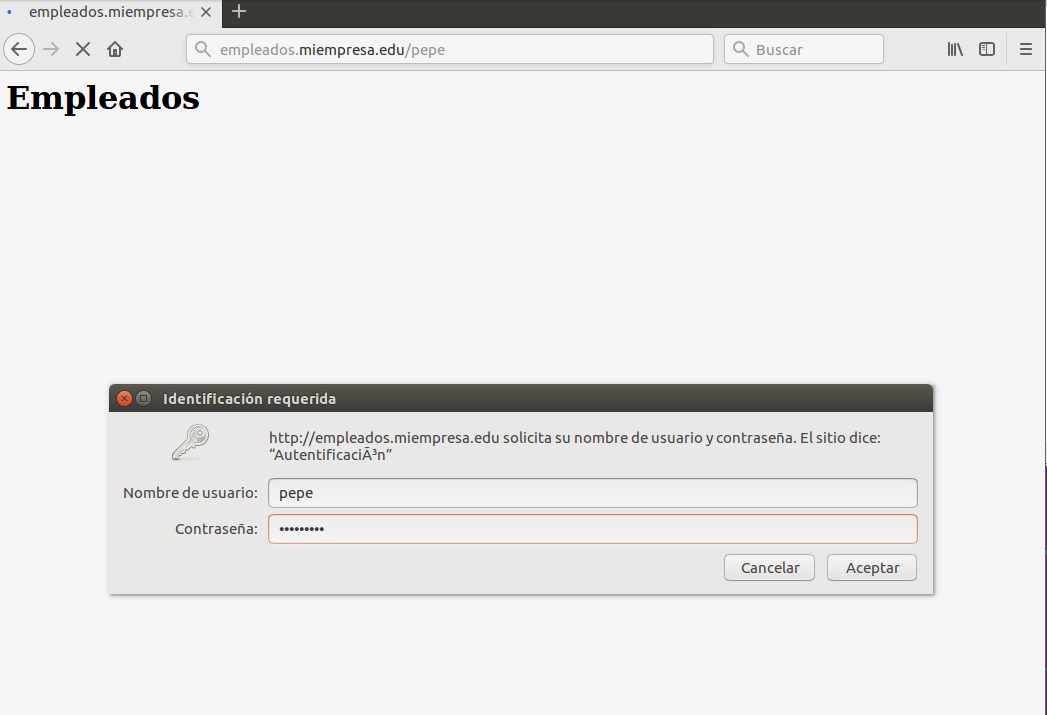 empleados.miempresa.e
empleados.miempresa.edu/pepe
Buscar
Empleados
Identificación requerida
http://empleados.miempresa.edu solicita su nombre de usuario y contraseña. El sitio dice:
“AutentificaciÃ³n”
Nombre de usuario: pepe
Contraseña: •••••••••
Cancelar Aceptar